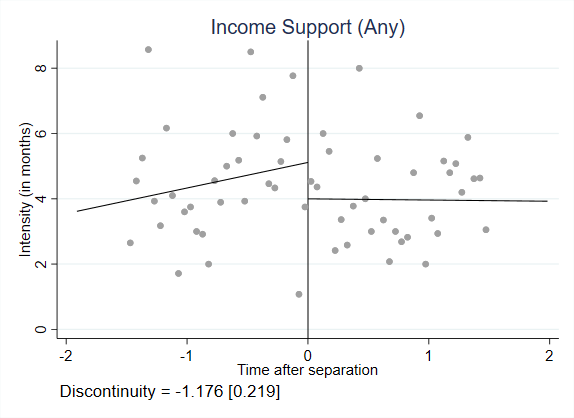 Income Support (Any)
Intensity (in months)
8
6
4
2
0
-2 -1 0 1 2
Time after separation
Discontinuity = -1.176 [0.219]